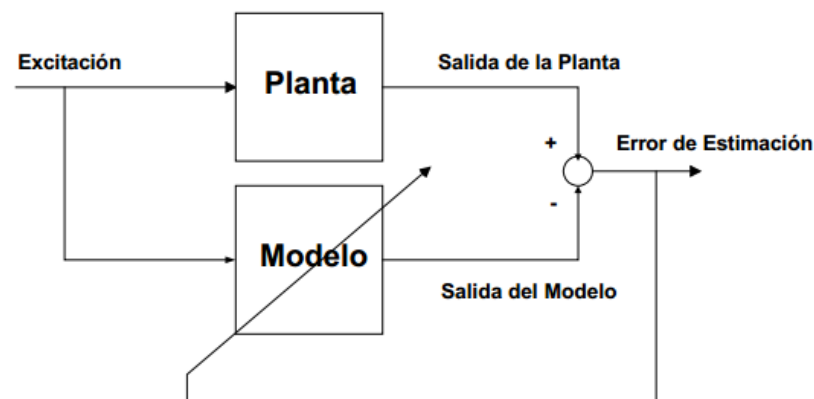 Excitación
Planta
Salida de la Planta
+
Error de Estimación
-
Modelo
Salida del Modelo